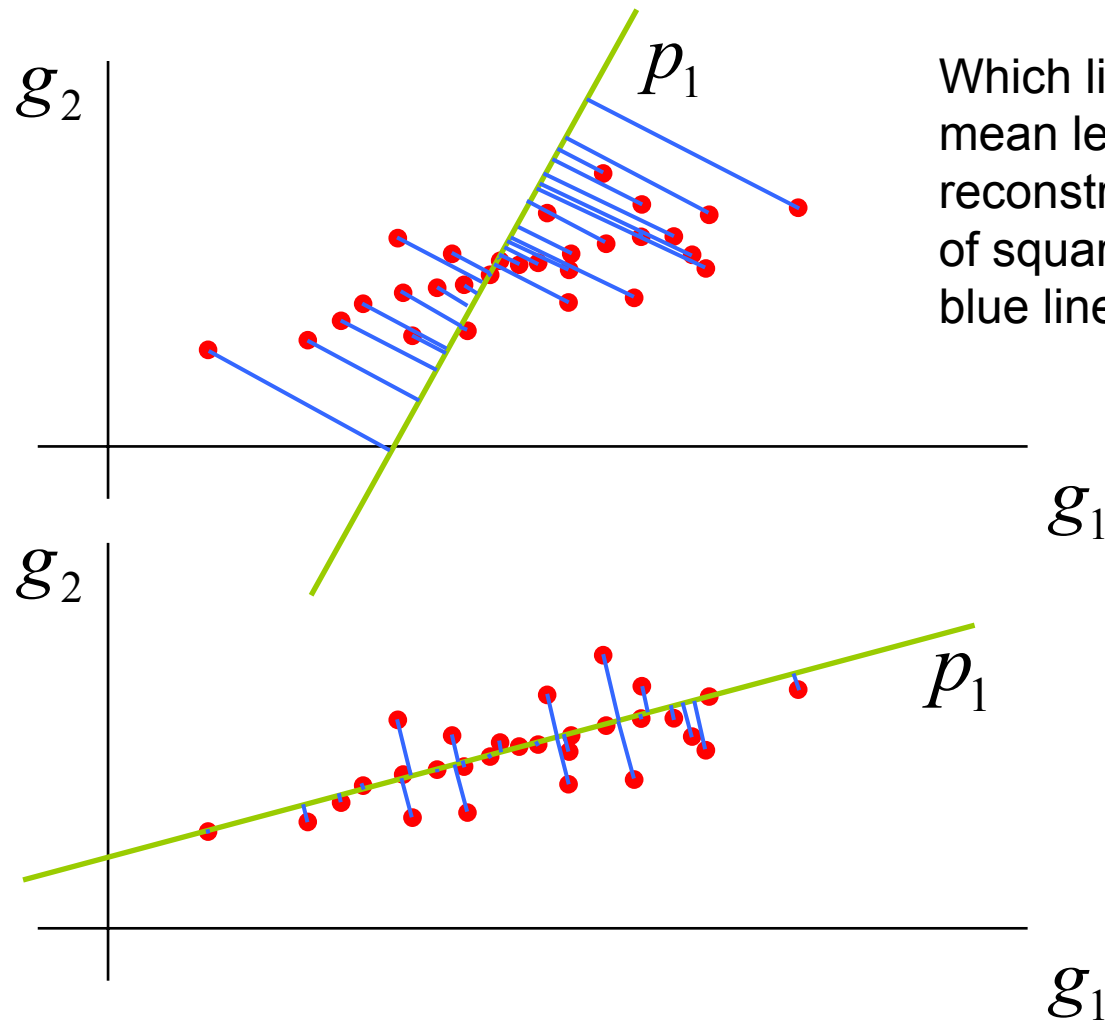 g₂
p₁
Which li
mean le
reconstr
of squar
blue line
g₁
g₂
p₁
g₁